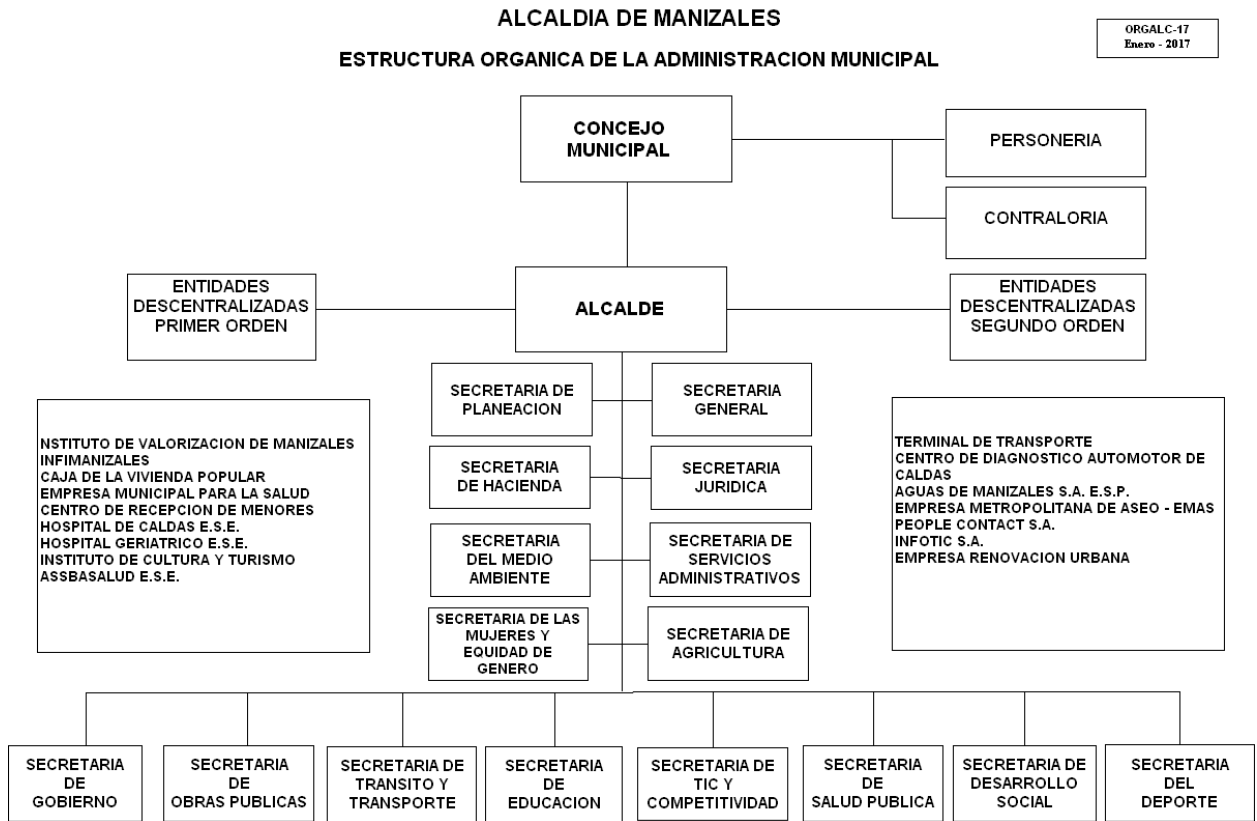 ALCALDIA DE MANIZALES
ESTRUCTURA ORGANICA DE LA ADMINISTRACION MUNICIPAL
ORGALC-17
Enero - 2017
CONCEJO
MUNICIPAL
PERSONERIA
CONTRALORIA
ENTIDADES
DESCENTRALIZADAS
PRIMER ORDEN
ALCALDE
ENTIDADES
DESCENTRALIZADAS
SEGUNDO ORDEN
NSTITUTO DE VALORIZACION DE MANIZALES
INFIMANIZALES
CAJA DE LA VIVIENDA POPULAR
EMPRESA MUNICIPAL PARA LA SALUD
CENTRO DE RECEPCION DE MENORES
HOSPITAL DE CALDAS E.S.E.
HOSPITAL GERIATRICO E.S.E.
INSTITUTO DE CULTURA Y TURISMO
ASSBASALUD E.S.E.
SECRETARIA DE
PLANEACION
SECRETARIA
GENERAL
SECRETARIA
DE HACIENDA
SECRETARIA
JURIDICA
SECRETARIA
DEL MEDIO
AMBIENTE
SECRETARIA DE
SERVICIOS
ADMINISTRATIVOS
SECRETARIA DE LAS
MUJERES Y
EQUIDAD DE
GENERO
SECRETARIA DE
AGRICULTURA
TERMINAL DE TRANSPORTE
CENTRO DE DIAGNOSTICO AUTOMOTOR DE
CALDAS
AGUAS DE MANIZALES S.A. E.S.P.
EMPRESA METROPOLITANA DE ASEO - EMAS
PEOPLE CONTACT S.A.
INFOTIC S.A.
EMPRESA RENOVACION URBANA
SECRETARIA
DE
GOBIERNO
SECRETARIA
DE
OBRAS PUBLICAS
SECRETARIA DE
TRANSITO Y
TRANSPORTE
SECRETARIA
DE
EDUCACION
SECRETARIA DE
TIC Y
COMPETITIVIDAD
SECRETARIA
DE
SALUD PUBLICA
SECRETARIA DE
DESARROLLO
SOCIAL
SECRETARIA
DEL
DEPORTE